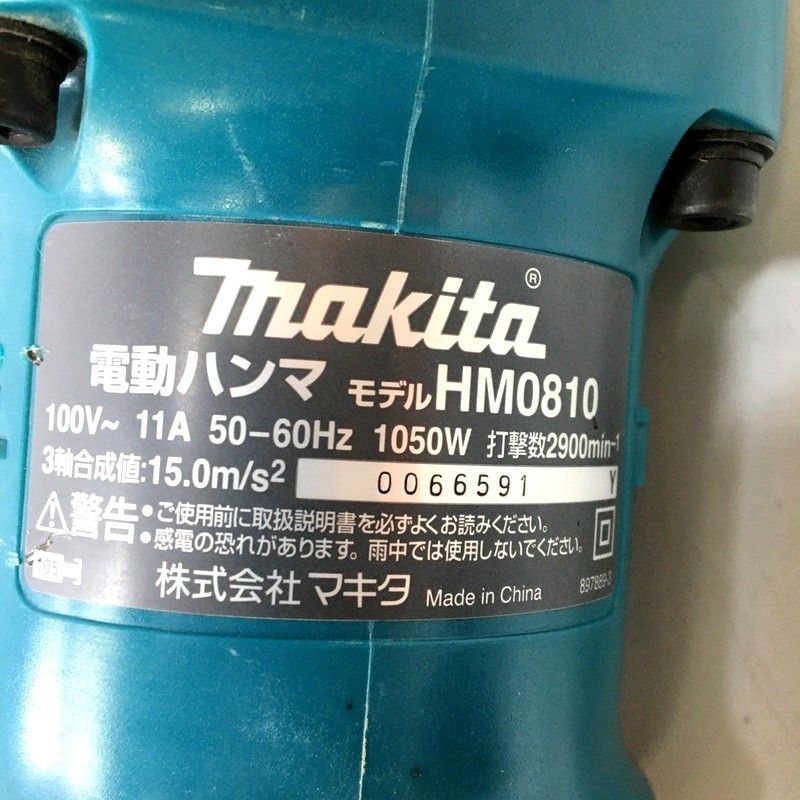 makita®
電動ハンマ モデルHM0810
100V~ 11A 50-60Hz 1050W 打撃数2900min-1
3軸合成値:15.0m/s2 0066591 Y
警告
•ご使用前に取扱説明書を必ずよくお読みください。
•感電の恐れがあります。雨中では使用しないでください。
105
株式会社 マキタ Made in China 897889-3